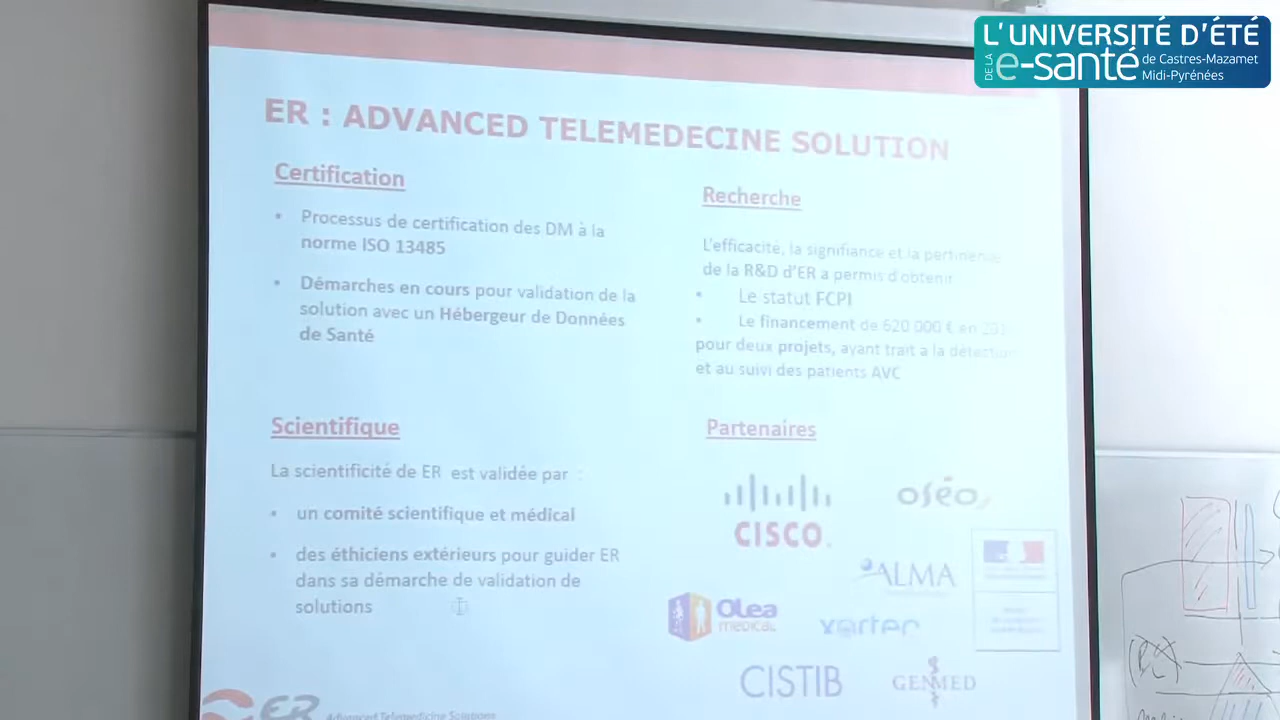 L'UNIVERSITÉ D'ÉTÉ
DE LA e-santé de Castres-Mazamet
Midi-Pyrénées
ER : ADVANCED TELEMEDECINE SOLUTION
Certification
• Processus de certification des DM à la
norme ISO 13485
• Démarches en cours pour validation de la
solution avec un Hébergeur de Données
de Santé
Recherche
L'efficacité, la signifiance et la pertinence
de la R&D d'ER a permis d'obtenir
• Le statut FCPI
• Le financement de 620 000 € en
pour deux projets, ayant trait a la détection
et au suivi des patients AVC
Scientifique
La scientificité de ER est validée par :
• un comité scientifique et médical
• des éthiciens extérieurs pour guider ER
dans sa démarche de validation de
solutions
Partenaires
CISCO
oséo
ALMA
Olea
medical
CISTIB
GENMED
ER Advanced Telemedicine Solutions